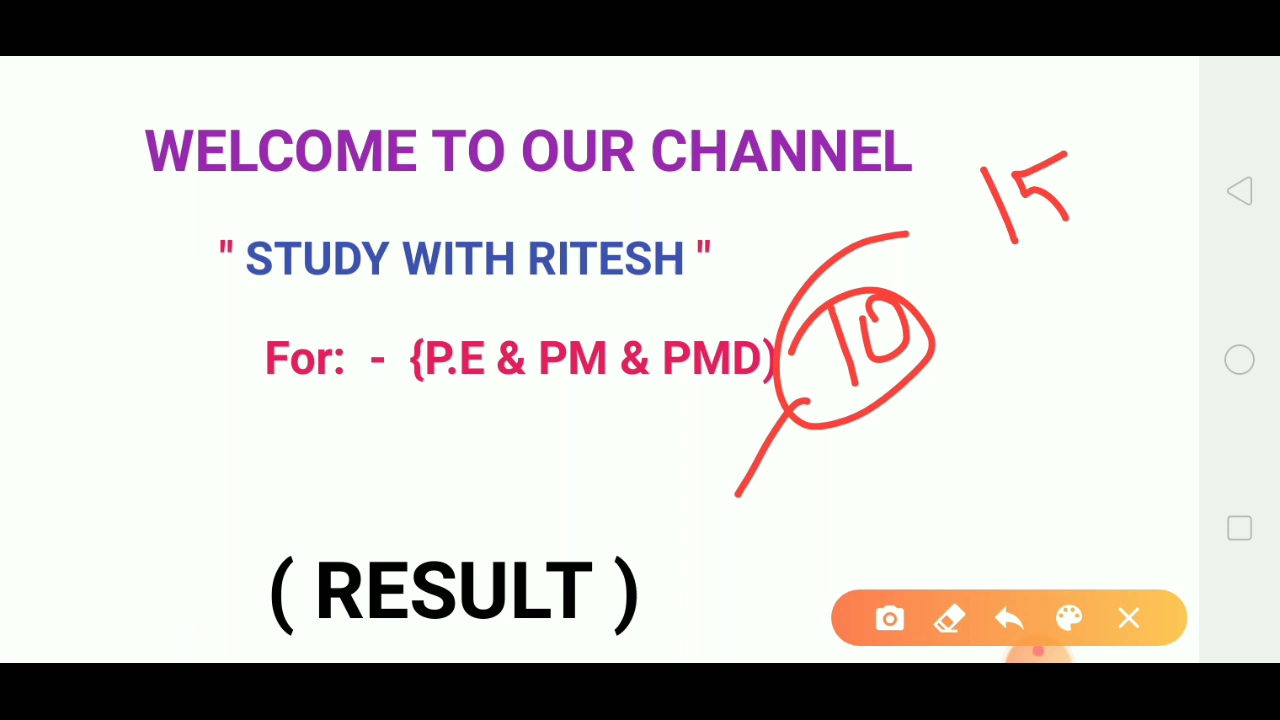 WELCOME TO OUR CHANNEL
15
" STUDY WITH RITESH "
10
For: - {P.E & PM & PMD)
( RESULT )